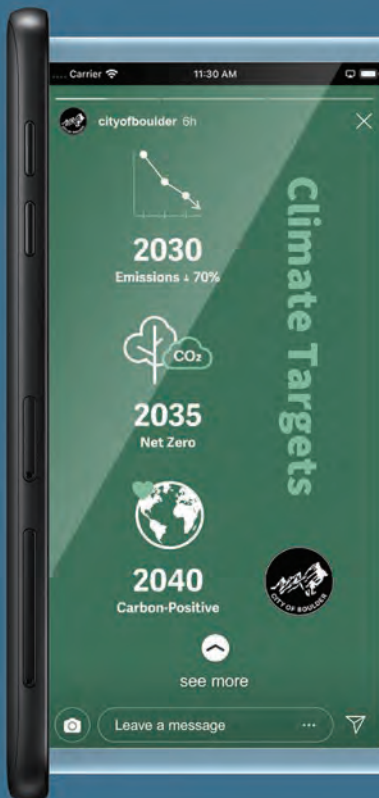 .... Carrier
11:30 AM
cityofboulder 6h
Climate Targets
2030
Emissions ↓ 70%
CO₂
2035
Net Zero
2040
Carbon-Positive
CITY OF BOULDER
see more
Leave a message ...